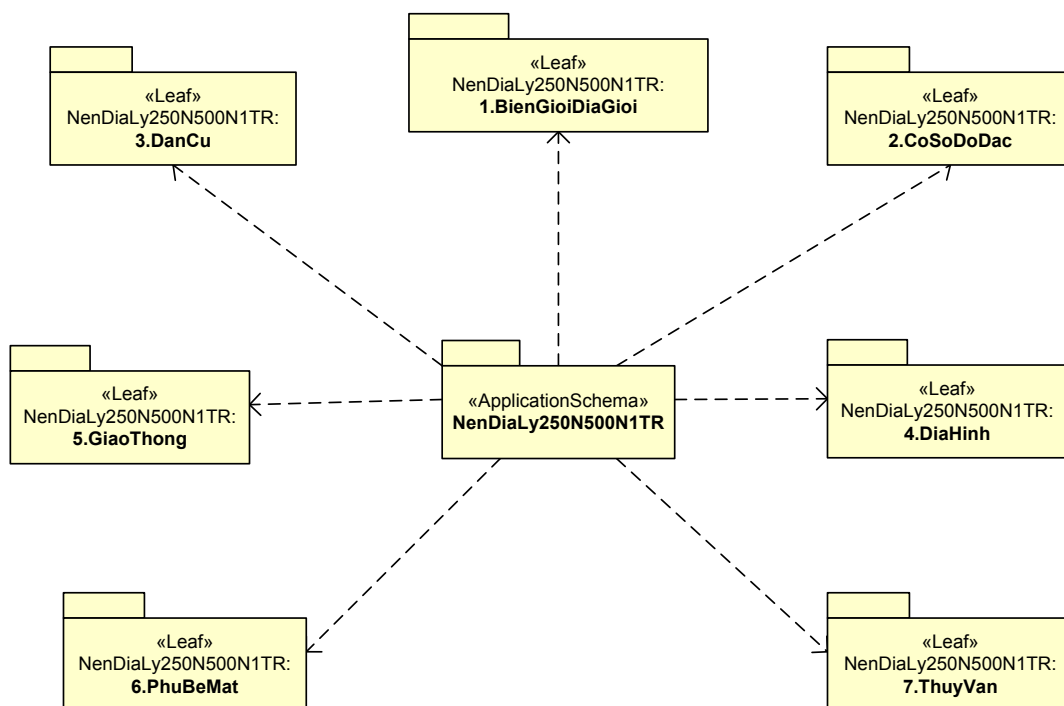 «Leaf»
NenDiaLy250N500N1TR:
1.BienGioiDiaGioi
«Leaf»
NenDiaLy250N500N1TR:
3.DanCu
«Leaf»
NenDiaLy250N500N1TR:
2.CoSoDoDac
«Leaf»
NenDiaLy250N500N1TR:
5.GiaoThong
«ApplicationSchema»
NenDiaLy250N500N1TR
«Leaf»
NenDiaLy250N500N1TR:
4.DiaHinh
«Leaf»
NenDiaLy250N500N1TR:
6.PhuBeMat
«Leaf»
NenDiaLy250N500N1TR:
7.ThuyVan